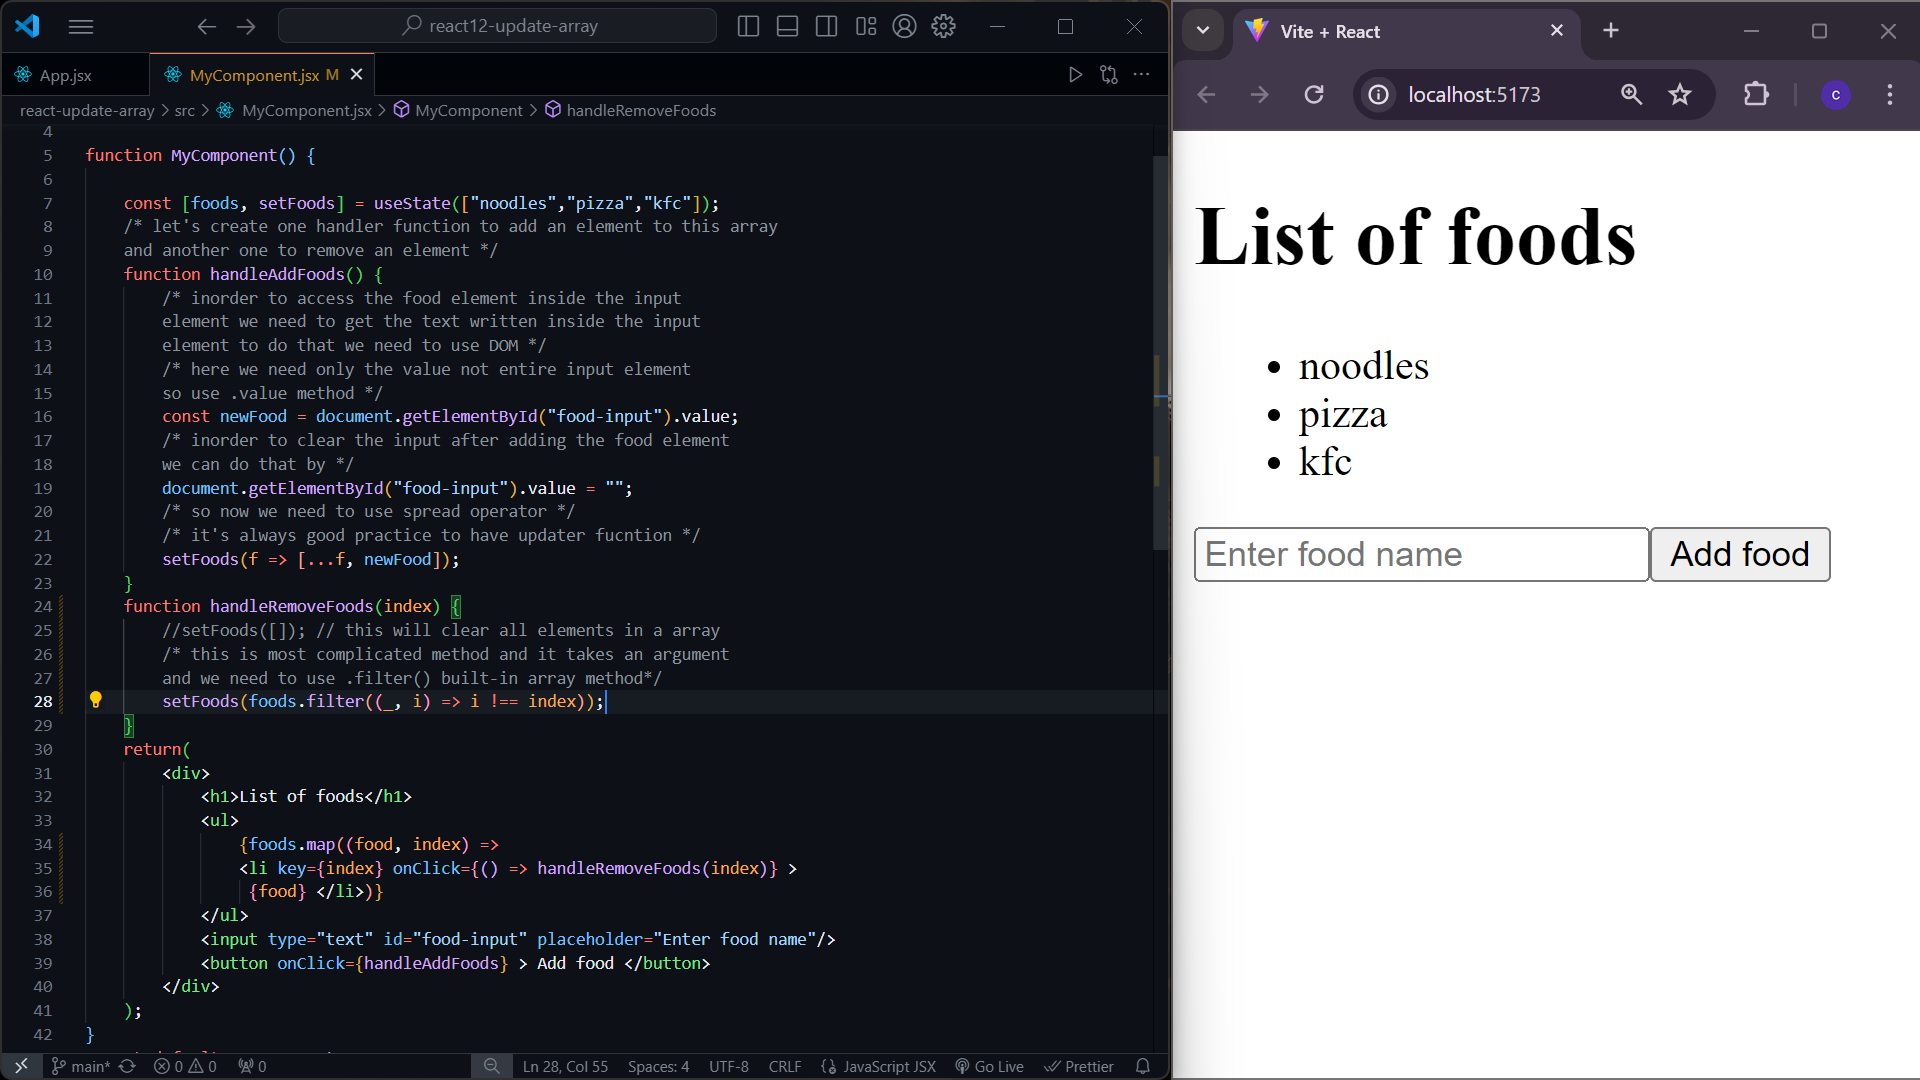 react12-update-array
App.jsx
MyComponent.jsx M
react-update-array > src > MyComponent.jsx > MyComponent > handleRemoveFoods
4
5 function MyComponent() {
6
7 const [foods, setFoods] = useState(["noodles","pizza","kfc"]);
8 /* let's create one handler function to add an element to this array
9 and another one to remove an element */
10 function handleAddFoods() {
11 /* inorder to access the food element inside the input
12 element we need to get the text written inside the input
13 element to do that we need to use DOM */
14 /* here we need only the value not entire input element
15 so use .value method */
16 const newFood = document.getElementById("food-input").value;
17 /* inorder to clear the input after adding the food element
18 we can do that by */
19 document.getElementById("food-input").value = "";
20 /* so now we need to use spread operator */
21 /* it's always good practice to have updater fucntion */
22 setFoods(f => [...f, newFood]);
23 }
24 function handleRemoveFoods(index) {
25 //setFoods([]); // this will clear all elements in a array
26 /* this is most complicated method and it takes an argument
27 and we need to use .filter() built-in array method*/
28 setFoods(foods.filter((_, i) => i !== index));
29 }
30 return(
31 <div>
32 <h1>List of foods</h1>
33 <ul>
34 {foods.map((food, index) =>
35 <li key={index} onClick={() => handleRemoveFoods(index)} >
36 {food} </li>)}
37 </ul>
38 <input type="text" id="food-input" placeholder="Enter food name"/>
39 <button onClick={handleAddFoods} > Add food </button>
40 </div>
41 );
42 }
main* 0 0 0 Ln 28, Col 55 Spaces: 4 UTF-8 CRLF JavaScript JSX Go Live Prettier
Vite + React
localhost:5173
c
List of foods
• noodles
• pizza
• kfc
Enter food name Add food